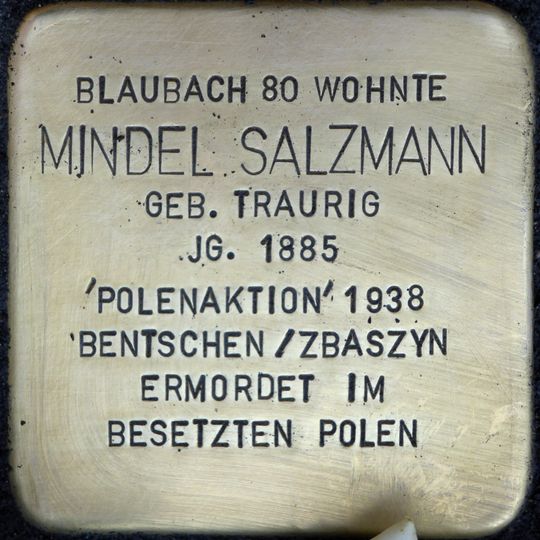 BLAUBACH 80 WOHNTE
MINDEL SALZMANN
GEB. TRAURIG
JG. 1885
'POLENAKTION' 1938
BENTSCHEN/ZBASZYN
ERMORDET IM
BESETZTEN POLEN